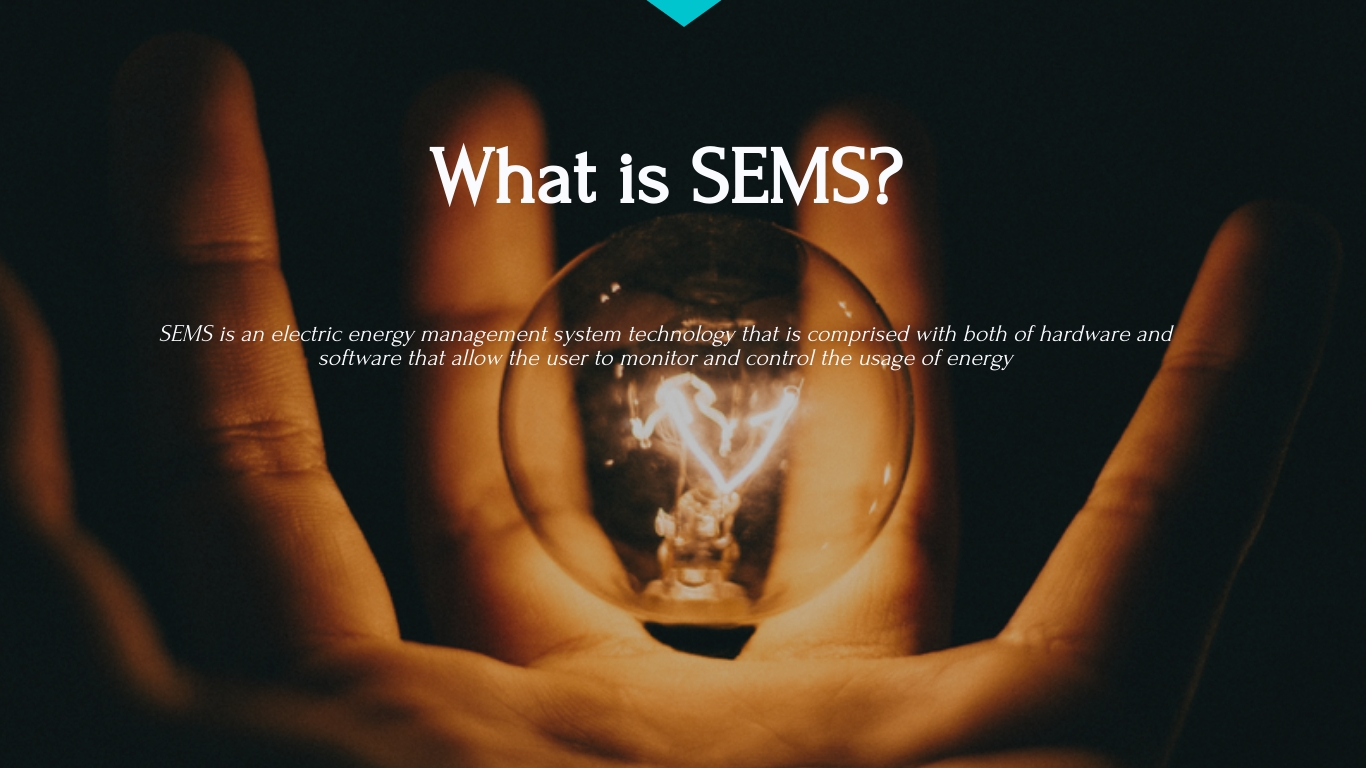 What is SEMS?
SEMS is an electric energy management system technology that is comprised with both of hardware and
software that allow the user to monitor and control the usage of energy